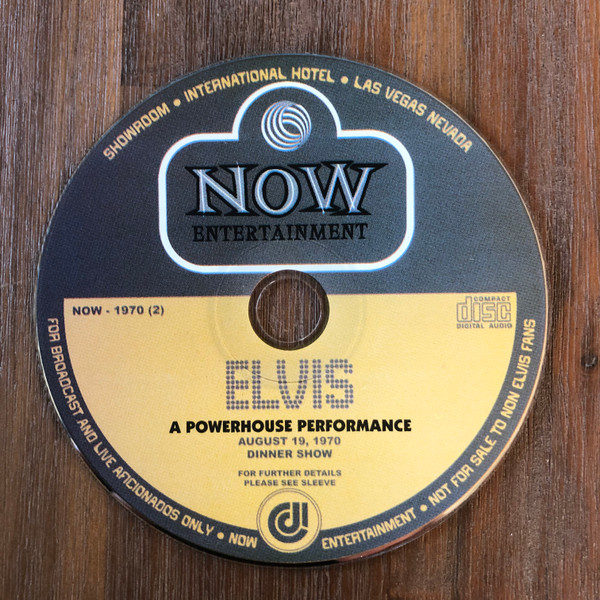 SHOWROOM • INTERNATIONAL HOTEL • LAS VEGAS NEVADA
NOW
ENTERTAINMENT
NOW - 1970 (2)
COMPACT
disc
DIGITAL AUDIO
ELVIS
A POWERHOUSE PERFORMANCE
AUGUST 19, 1970
DINNER SHOW
FOR FURTHER DETAILS
PLEASE SEE SLEEVE
FOR BROADCAST AND LIVE AFICIONADOS ONLY • NOW ENTERTAINMENT • NOT FOR SALE TO NON ELVIS FANS